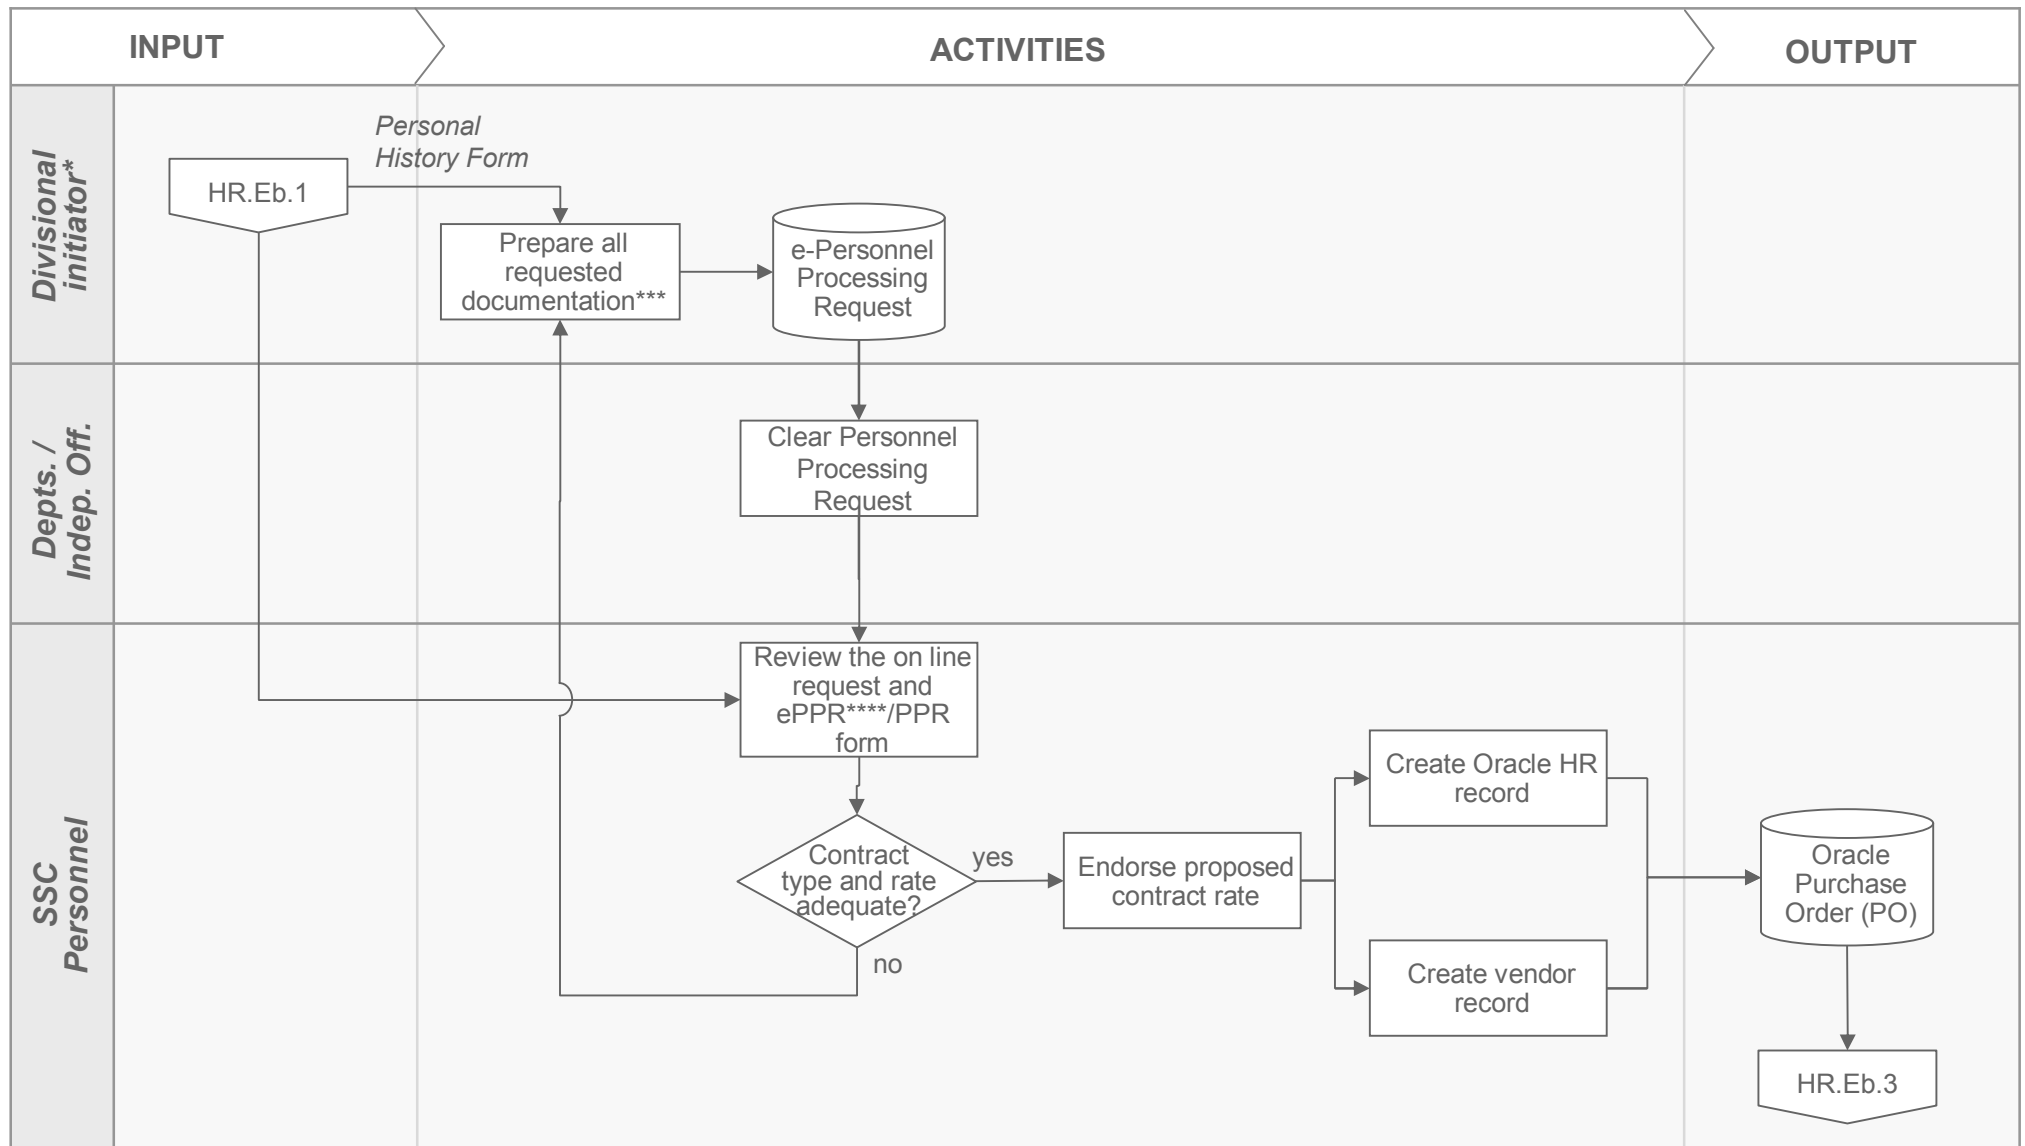 INPUT
ACTIVITIES
OUTPUT
Divisional
initiator*
HR.Eb.1
Personal
History Form
Prepare all
requested
documentation***
e-Personnel
Processing
Request
Depts. /
Indep. Off.
Clear Personnel
Processing
Request
SSC
Personnel
Review the on line
request and
ePPR****/PPR
form
Contract
type and rate
adequate?
yes
no
Endorse proposed
contract rate
Create Oracle HR
record
Create vendor
record
Oracle
Purchase
Order (PO)
HR.Eb.3